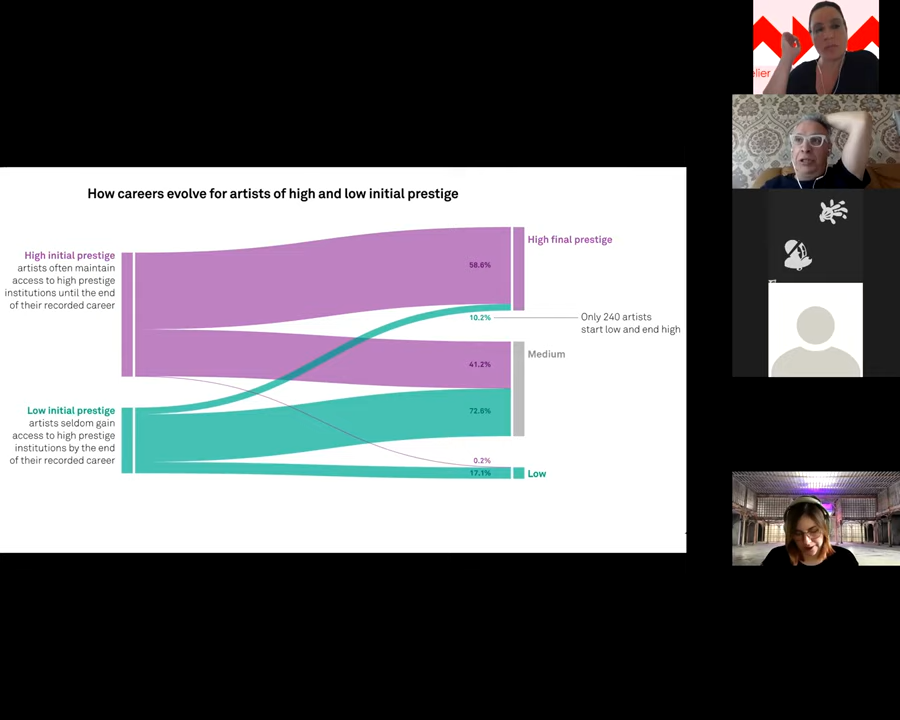 elier
How careers evolve for artists of high and low initial prestige
High initial prestige
artists often maintain
access to high prestige
institutions until the end
of their recorded career
58.6%
High final prestige
10.2%
Only 240 artists
start low and end high
41.2%
Medium
Low initial prestige
artists seldom gain
access to high prestige
institutions by the end
of their recorded career
72.6%
0.2%
17.1%
Low